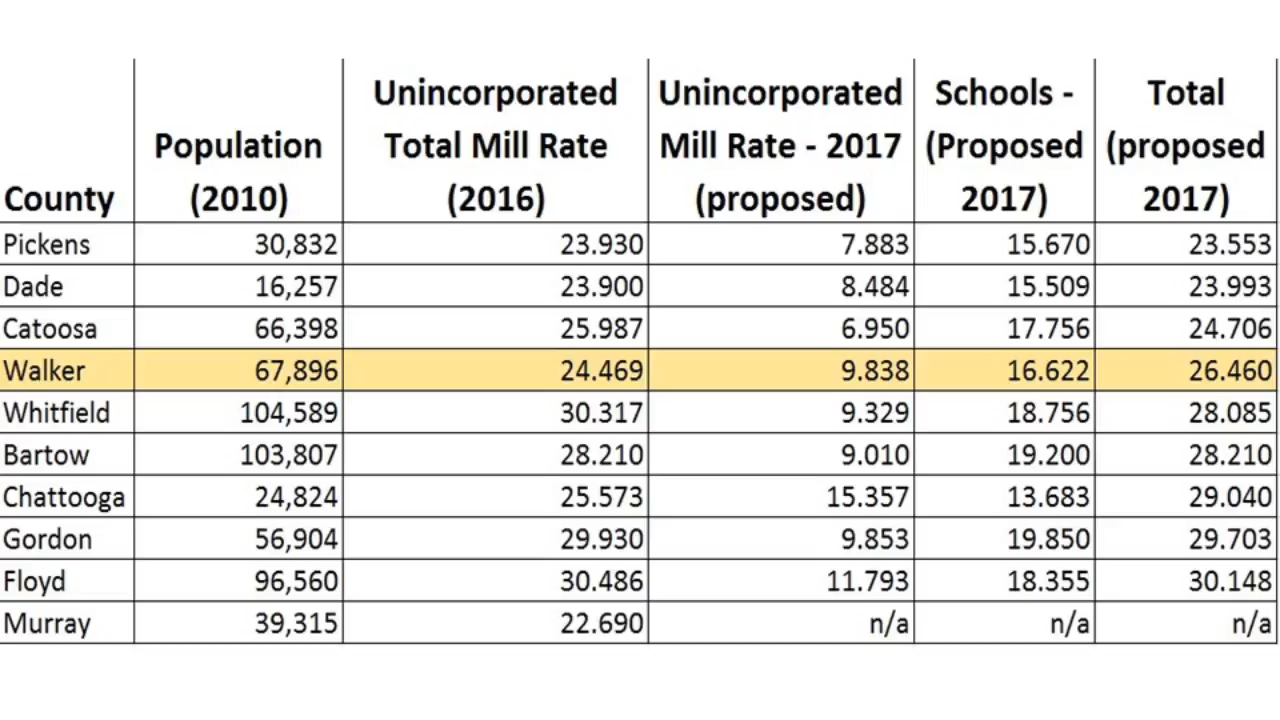 County Population (2010) Unincorporated Total Mill Rate (2016) Unincorporated Mill Rate - 2017 (proposed) Schools - (Proposed 2017) Total (proposed 2017)
Pickens 30,832 23.930 7.883 15.670 23.553
Dade 16,257 23.900 8.484 15.509 23.993
Catoosa 66,398 25.987 6.950 17.756 24.706
Walker 67,896 24.469 9.838 16.622 26.460
Whitfield 104,589 30.317 9.329 18.756 28.085
Bartow 103,807 28.210 9.010 19.200 28.210
Chattooga 24,824 25.573 15.357 13.683 29.040
Gordon 56,904 29.930 9.853 19.850 29.703
Floyd 96,560 30.486 11.793 18.355 30.148
Murray 39,315 22.690 n/a n/a n/a